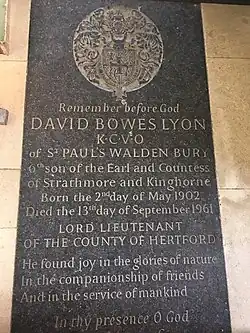 Remember before God
DAVID BOWES LYON
K·C·V·O
of St PAUL'S WALDEN BURY
son of the Earl and Countess
of Strathmore and Kinghorne
Born the 2nd day of May 1902
Died the 13th day of September 1961
LORD LIEUTENANT
OF THE COUNTY OF HERTFORD
He found joy in the glories of nature
In the companionship of friends
And in the service of mankind
In thy presence O God